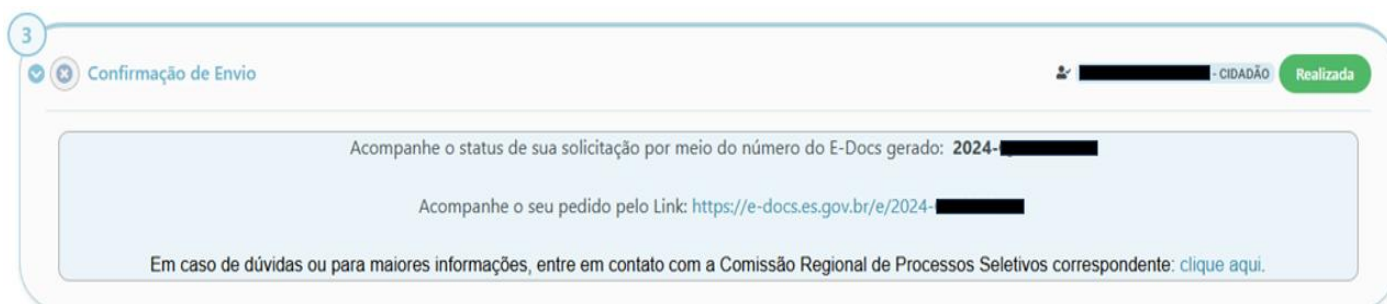 3
Confirmação de Envio
- CIDADÃO
Realizada
Acompanhe o status de sua solicitação por meio do número do E-Docs gerado: 2024-
Acompanhe o seu pedido pelo Link: https://e-docs.es.gov.br/e/2024-
Em caso de dúvidas ou para maiores informações, entre em contato com a Comissão Regional de Processos Seletivos correspondente: clique aqui.